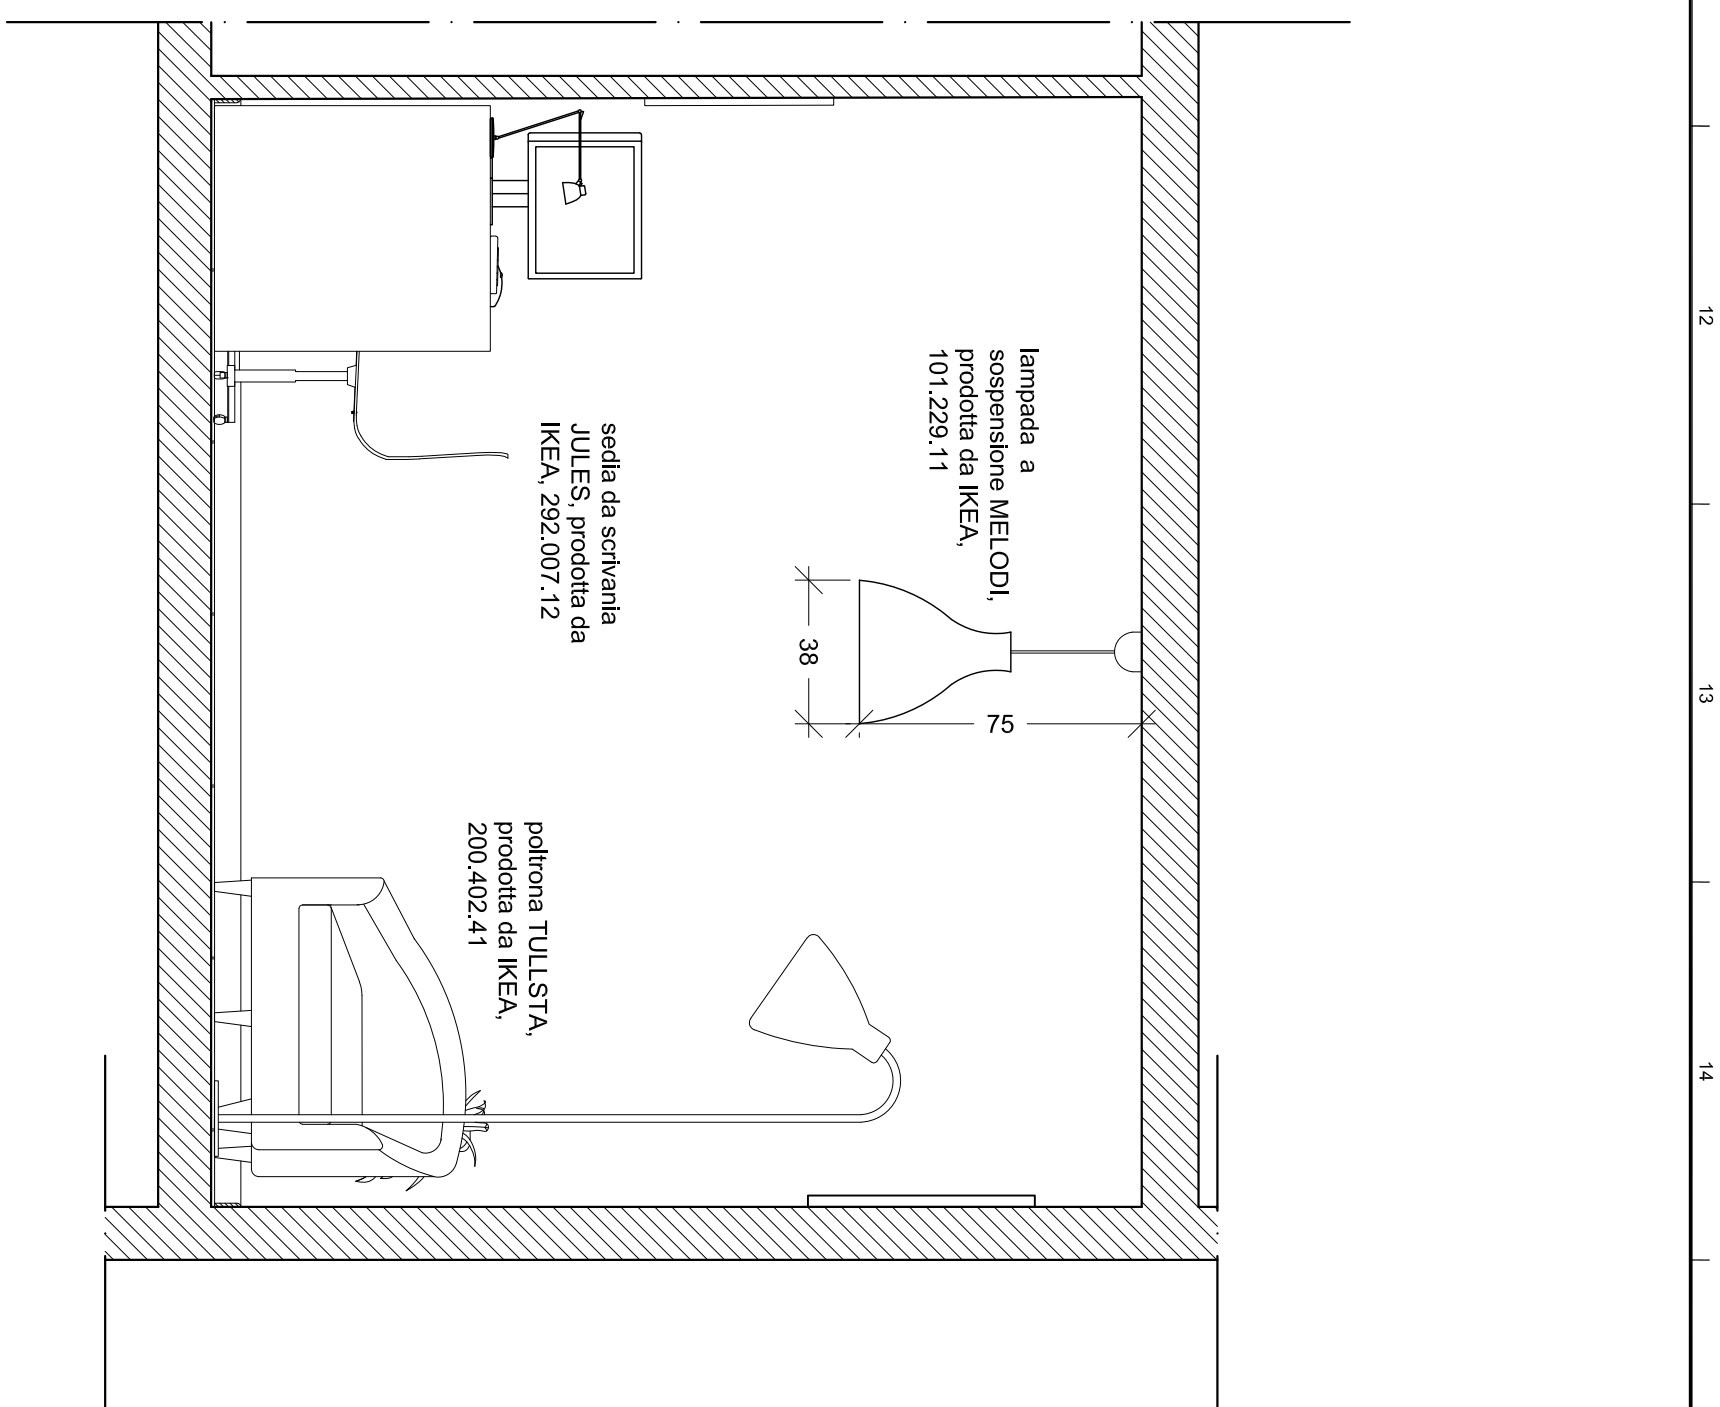 12
13
14
lampada a
sospensione MELODI,
prodotta da IKEA,
101.229.11
38
75
sedia da scrivania
JULES, prodotta da
IKEA, 292.007.12
poltrona TULLSTA,
prodotta da IKEA,
200.402.41